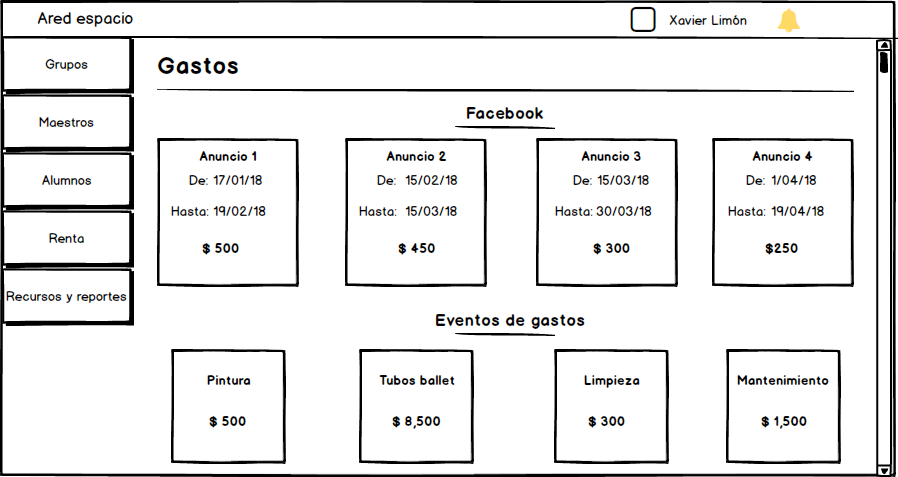 Ared espacio
Xavier Limón
Grupos
Maestros
Alumnos
Renta
Recursos y reportes
Gastos
Facebook
Anuncio 1
De: 17/01/18
Hasta: 19/02/18
$ 500
Anuncio 2
De: 15/02/18
Hasta: 15/03/18
$ 450
Anuncio 3
De: 15/03/18
Hasta: 30/03/18
$ 300
Anuncio 4
De: 1/04/18
Hasta: 19/04/18
$250
Eventos de gastos
Pintura
$ 500
Tubos ballet
$ 8,500
Limpieza
$ 300
Mantenimiento
$ 1,500